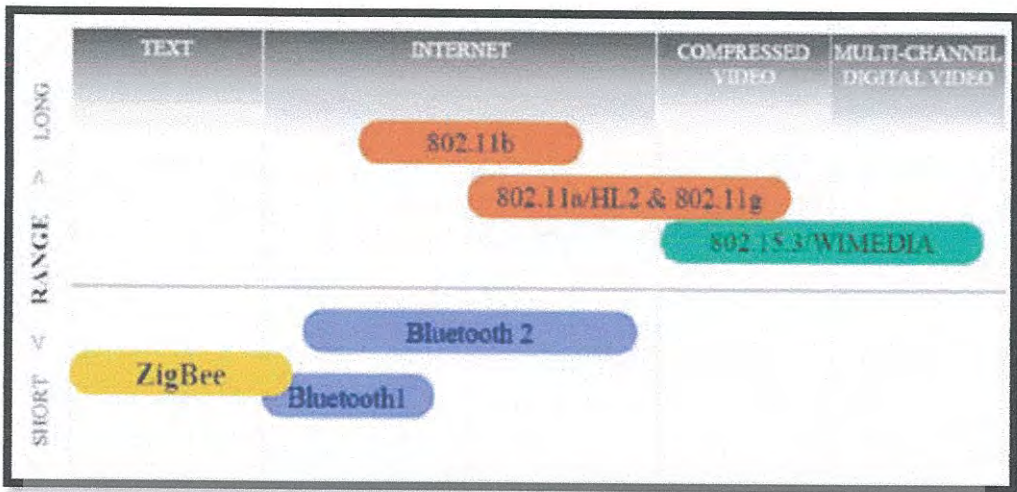 TEXT
INTERNET
COMPRESSED VIDEO
MULTI-CHANNEL DIGITAL VIDEO
SHORT < RANGE > LONG
802.11b
802.11a/HL2 & 802.11g
802.15.3/WIMEDIA
Bluetooth 2
ZigBee
Bluetooth1